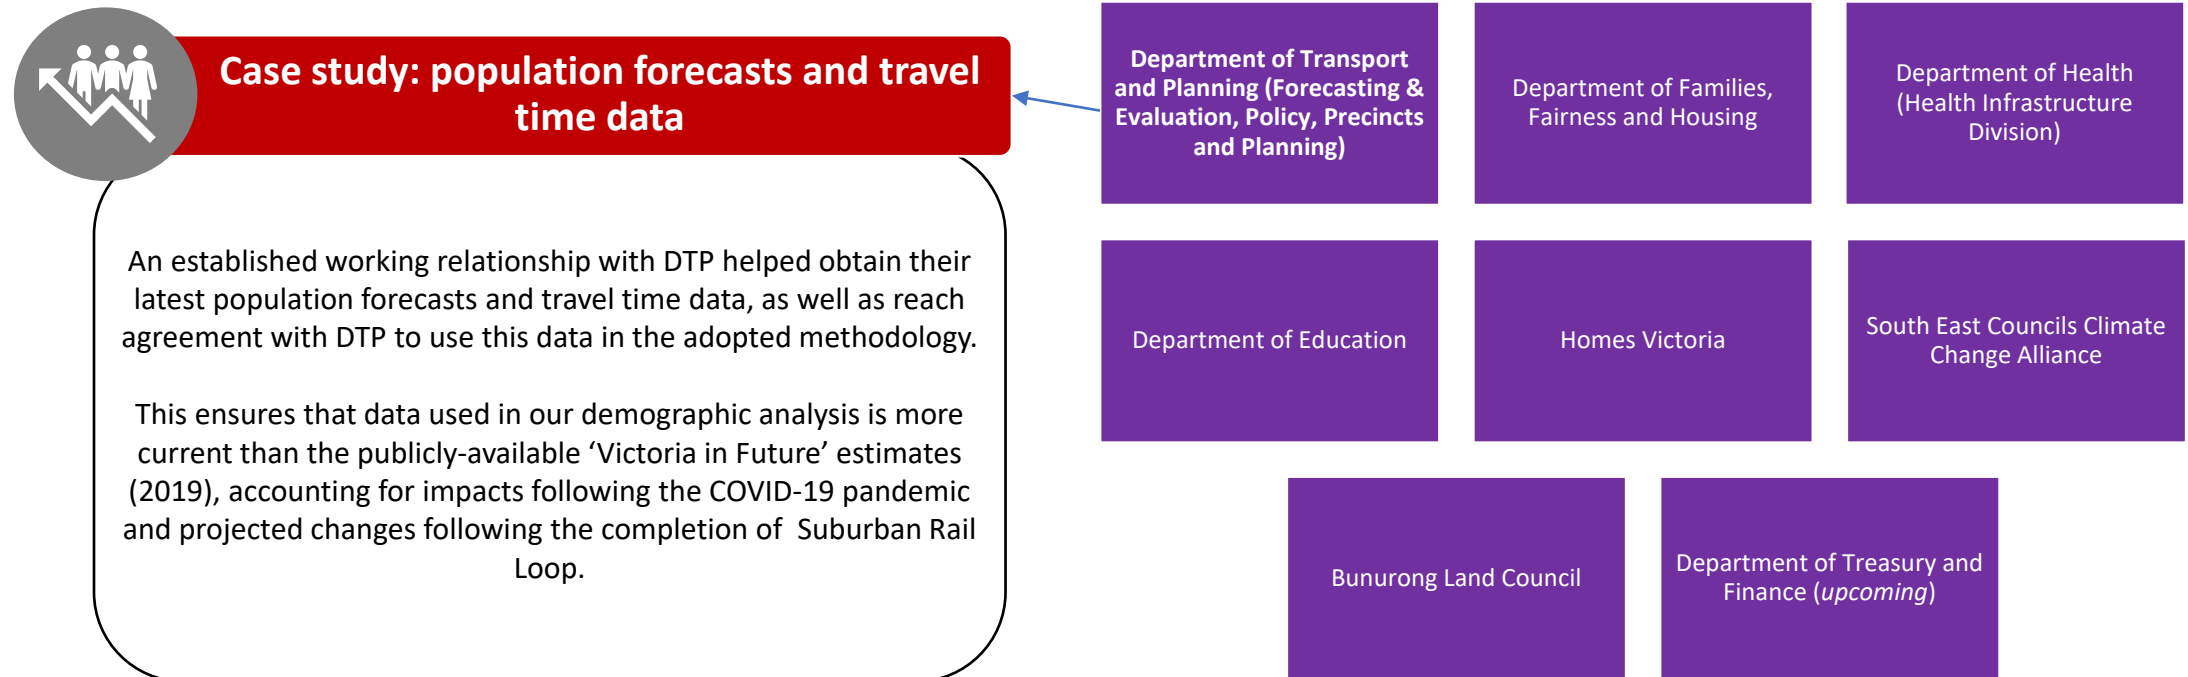 Case study: population forecasts and travel
time data
An established working relationship with DTP helped obtain their
latest population forecasts and travel time data, as well as reach
agreement with DTP to use this data in the adopted methodology.
This ensures that data used in our demographic analysis is more
current than the publicly-available ‘Victoria in Future’ estimates
(2019), accounting for impacts following the COVID-19 pandemic
and projected changes following the completion of  Suburban Rail
Loop.
Department of Transport
and Planning (Forecasting &
Evaluation, Policy, Precincts
and Planning)
Department of Families,
Fairness and Housing
Department of Health
(Health Infrastructure
Division)
Department of Education
Homes Victoria
South East Councils Climate
Change Alliance
Bunurong Land Council
Department of Treasury and
Finance (upcoming)